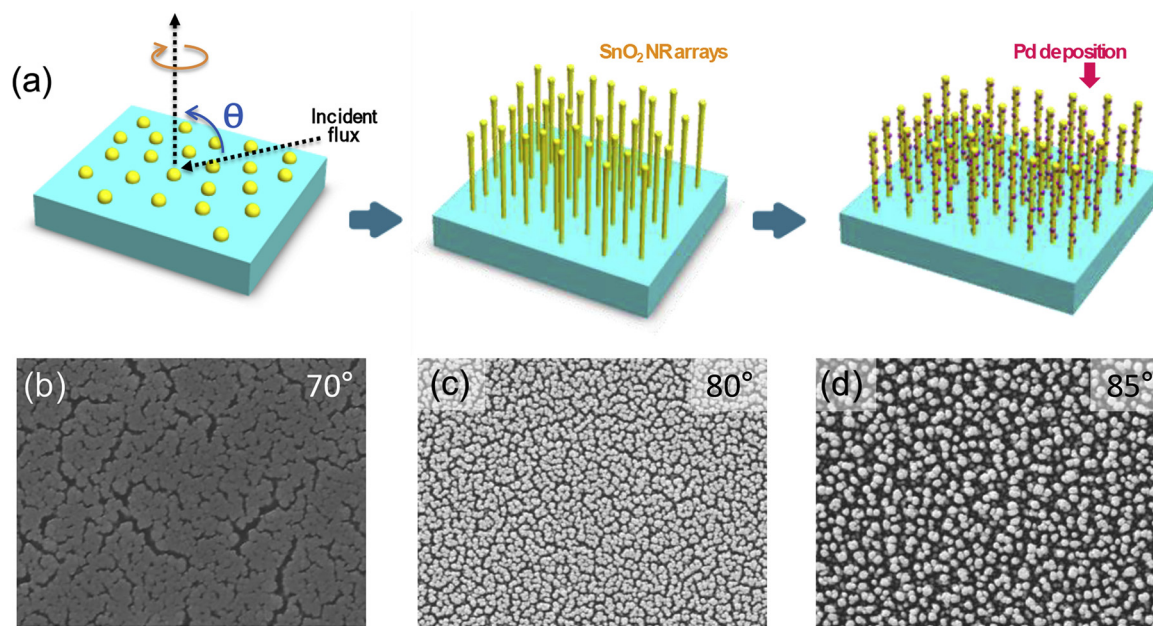 (a)
θ
Incident
flux
SnO₂ NR arrays
Pd deposition
(b)
70°
(c)
80°
(d)
85°